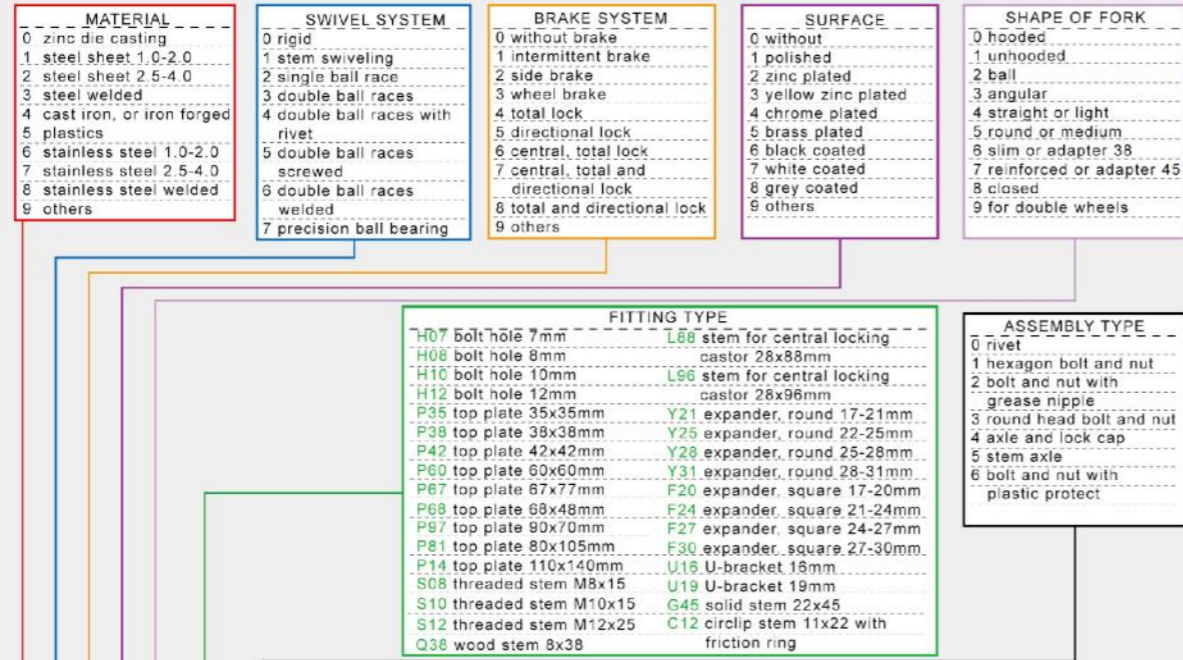 MATERIAL
0 zinc die casting
1 steel sheet 1.0-2.0
2 steel sheet 2.5-4.0
3 steel welded
4 cast iron, or iron forged
5 plastics
6 stainless steel 1.0-2.0
7 stainless steel 2.5-4.0
8 stainless steel welded
9 others
SWIVEL SYSTEM
0 rigid
1 stem swiveling
2 single ball race
3 double ball races
4 double ball races with
rivet
5 double ball races
screwed
6 double ball races
welded
7 precision ball bearing
BRAKE SYSTEM
0 without brake
1 intermittent brake
2 side brake
3 wheel brake
4 total lock
5 directional lock
6 central, total lock
7 central, total and
directional lock
8 total and directional lock
9 others
SURFACE
0 without
1 polished
2 zinc plated
3 yellow zinc plated
4 chrome plated
5 brass plated
6 black coated
7 white coated
8 grey coated
9 others
SHAPE OF FORK
0 hooded
1 unhooded
2 ball
3 angular
4 straight or light
5 round or medium
6 slim or adapter 38
7 reinforced or adapter 45
8 closed
9 for double wheels
FITTING TYPE
H07 bolt hole 7mm
H08 bolt hole 8mm
H10 bolt hole 10mm
H12 bolt hole 12mm
P35 top plate 35x35mm
P38 top plate 38x38mm
P42 top plate 42x42mm
P60 top plate 60x60mm
P67 top plate 67x77mm
P68 top plate 68x48mm
P97 top plate 90x70mm
P81 top plate 80x105mm
P14 top plate 110x140mm
S08 threaded stem M8x15
S10 threaded stem M10x15
S12 threaded stem M12x25
Q38 wood stem 8x38
L88 stem for central locking
castor 28x88mm
L96 stem for central locking
castor 28x96mm
Y21 expander, round 17-21mm
Y25 expander, round 22-25mm
Y28 expander, round 25-28mm
Y31 expander, round 28-31mm
F20 expander, square 17-20mm
F24 expander, square 21-24mm
F27 expander, square 24-27mm
F30 expander, square 27-30mm
U16 U-bracket 16mm
U19 U-bracket 19mm
G45 solid stem 22x45
C12 circlip stem 11x22 with
friction ring
ASSEMBLY TYPE
0 rivet
1 hexagon bolt and nut
2 bolt and nut with
grease nipple
3 round head bolt and nut
4 axle and lock cap
5 stem axle
6 bolt and nut with
plastic protect